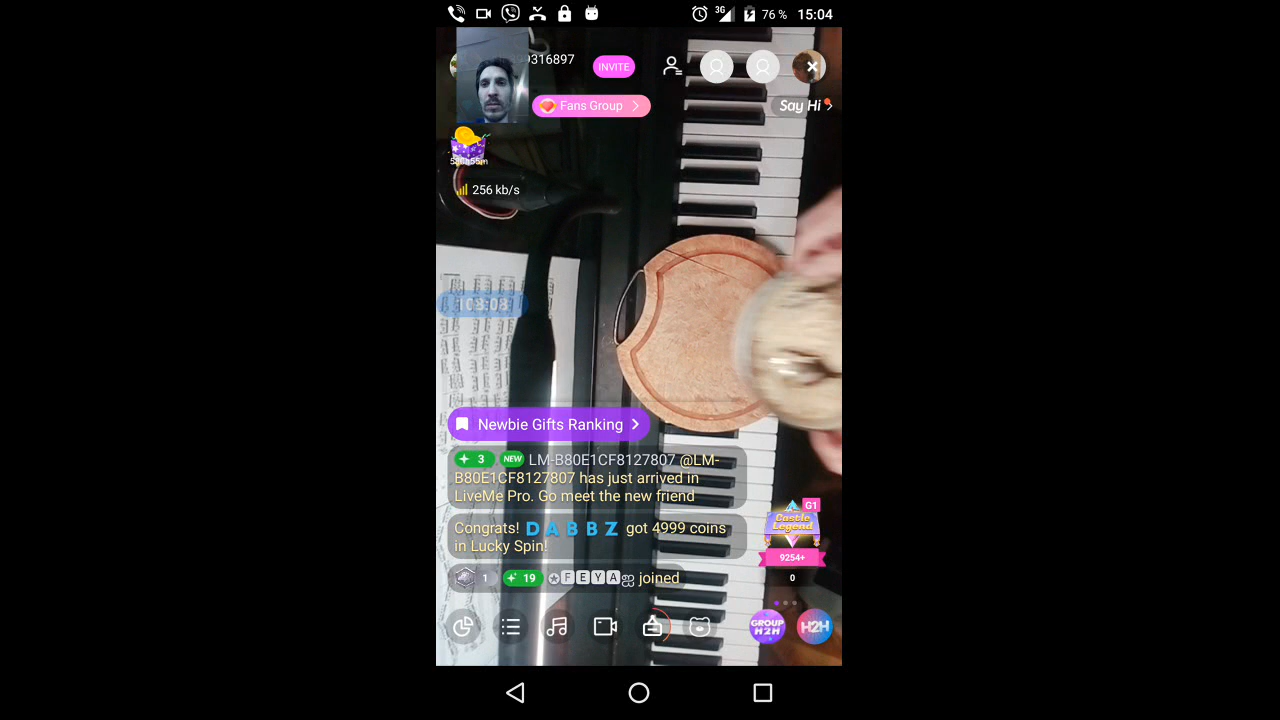 3G
76 %
15:04
9316897
INVITE
Fans Group
Say Hi
256 kb/s
108:08
Newbie Gifts Ranking
3 NEW LM-B80E1CF8127807 @LM-
B80E1CF8127807 has just arrived in
LiveMe Pro. Go meet the new friend
Congrats! D A B B Z got 4999 coins
in Lucky Spin!
G1
Castle
Legend
9254+
0
1 19 ✪🅵🅴🆈🅰ஐ joined
GROUP
H2H
H2H